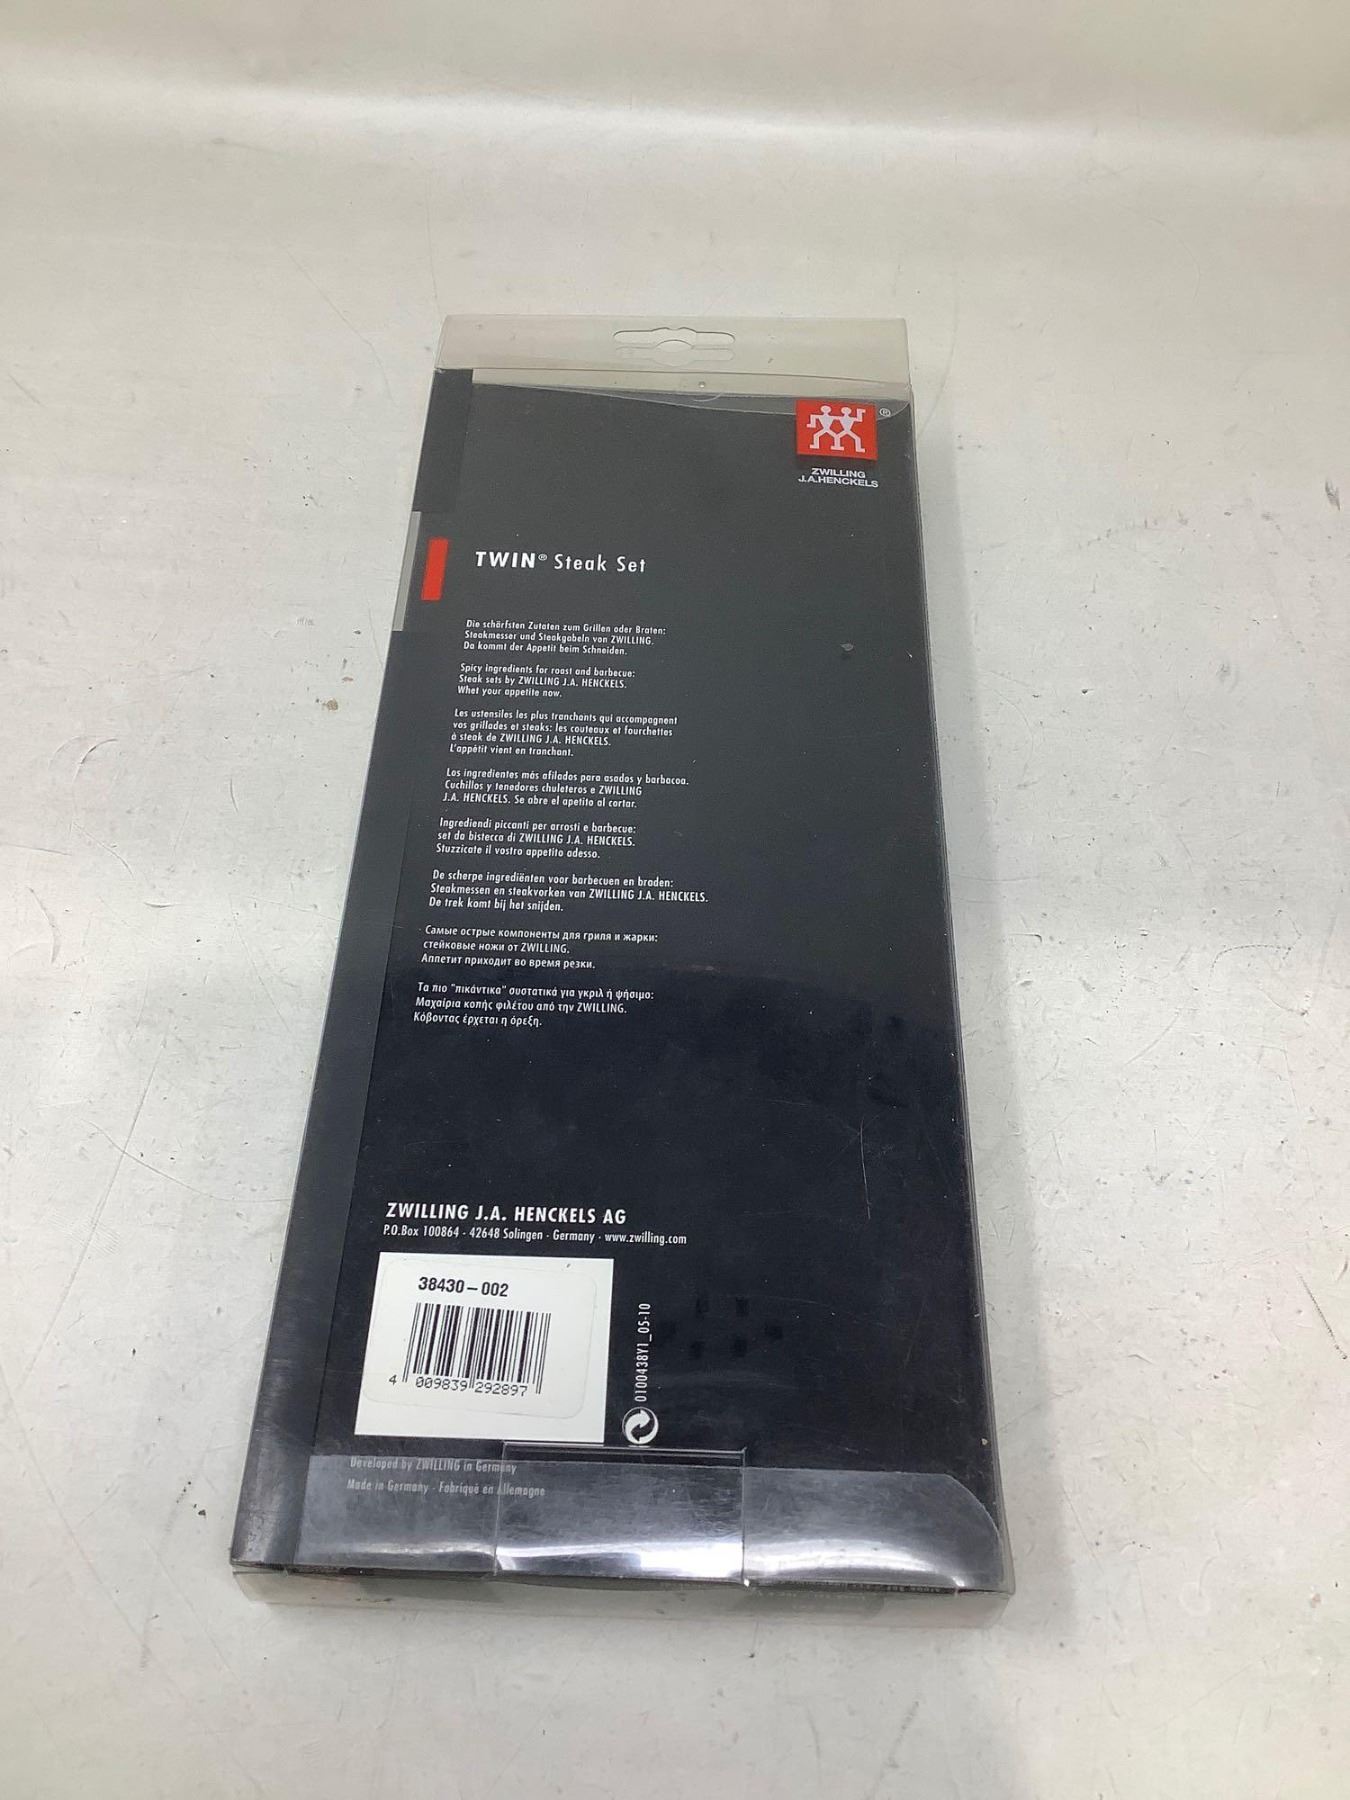 ®
ZWILLING
J.A.HENCKELS
TWIN® Steak Set
Die schärfsten Zutaten zum Grillen oder Braten:
Steakmesser und Steakgabeln von ZWILLING.
Da kommt der Appetit beim Schneiden.
Spicy ingredients for roast and barbecue:
Steak sets by ZWILLING J.A. HENCKELS.
Whet your appetite now.
Les ustensiles les plus tranchants qui accompagnent
vos grillades et steaks: les couteaux et fourchettes
à steak de ZWILLING J.A. HENCKELS.
L'appétit vient en tranchant.
Los ingredientes más afilados para asados y barbacoa.
Cuchillos y tenedores chuleteros e ZWILLING
J.A. HENCKELS. Se abre el apetito al cortar.
Ingrediendi piccanti per arrosti e barbecue:
set da bistecca di ZWILLING J.A. HENCKELS.
Stuzzicate il vostro appetito adesso.
De scherpe ingrediënten voor barbecuen en braden:
Steakmessen en steakvorken van ZWILLING J.A. HENCKELS.
De trek komt bij het snijden.
Самые острые компоненты для гриля и жарки:
стейковые ножи от ZWILLING.
Аппетит приходит во время резки.
Τα πιο "πικάντικα" συστατικά για γκριλ ή ψήσιμο:
Μαχαίρια κοπής φιλέτου από την ZWILLING.
Κόβοντας έρχεται η όρεξη.
ZWILLING J.A. HENCKELS AG
P.O.Box 100864 - 42648 Solingen - Germany - www.zwilling.com
38430-002
4 009839 292897
0100438Y1_05-10
Developed by ZWILLING in Germany
Made in Germany - Fabriqué en Allemagne